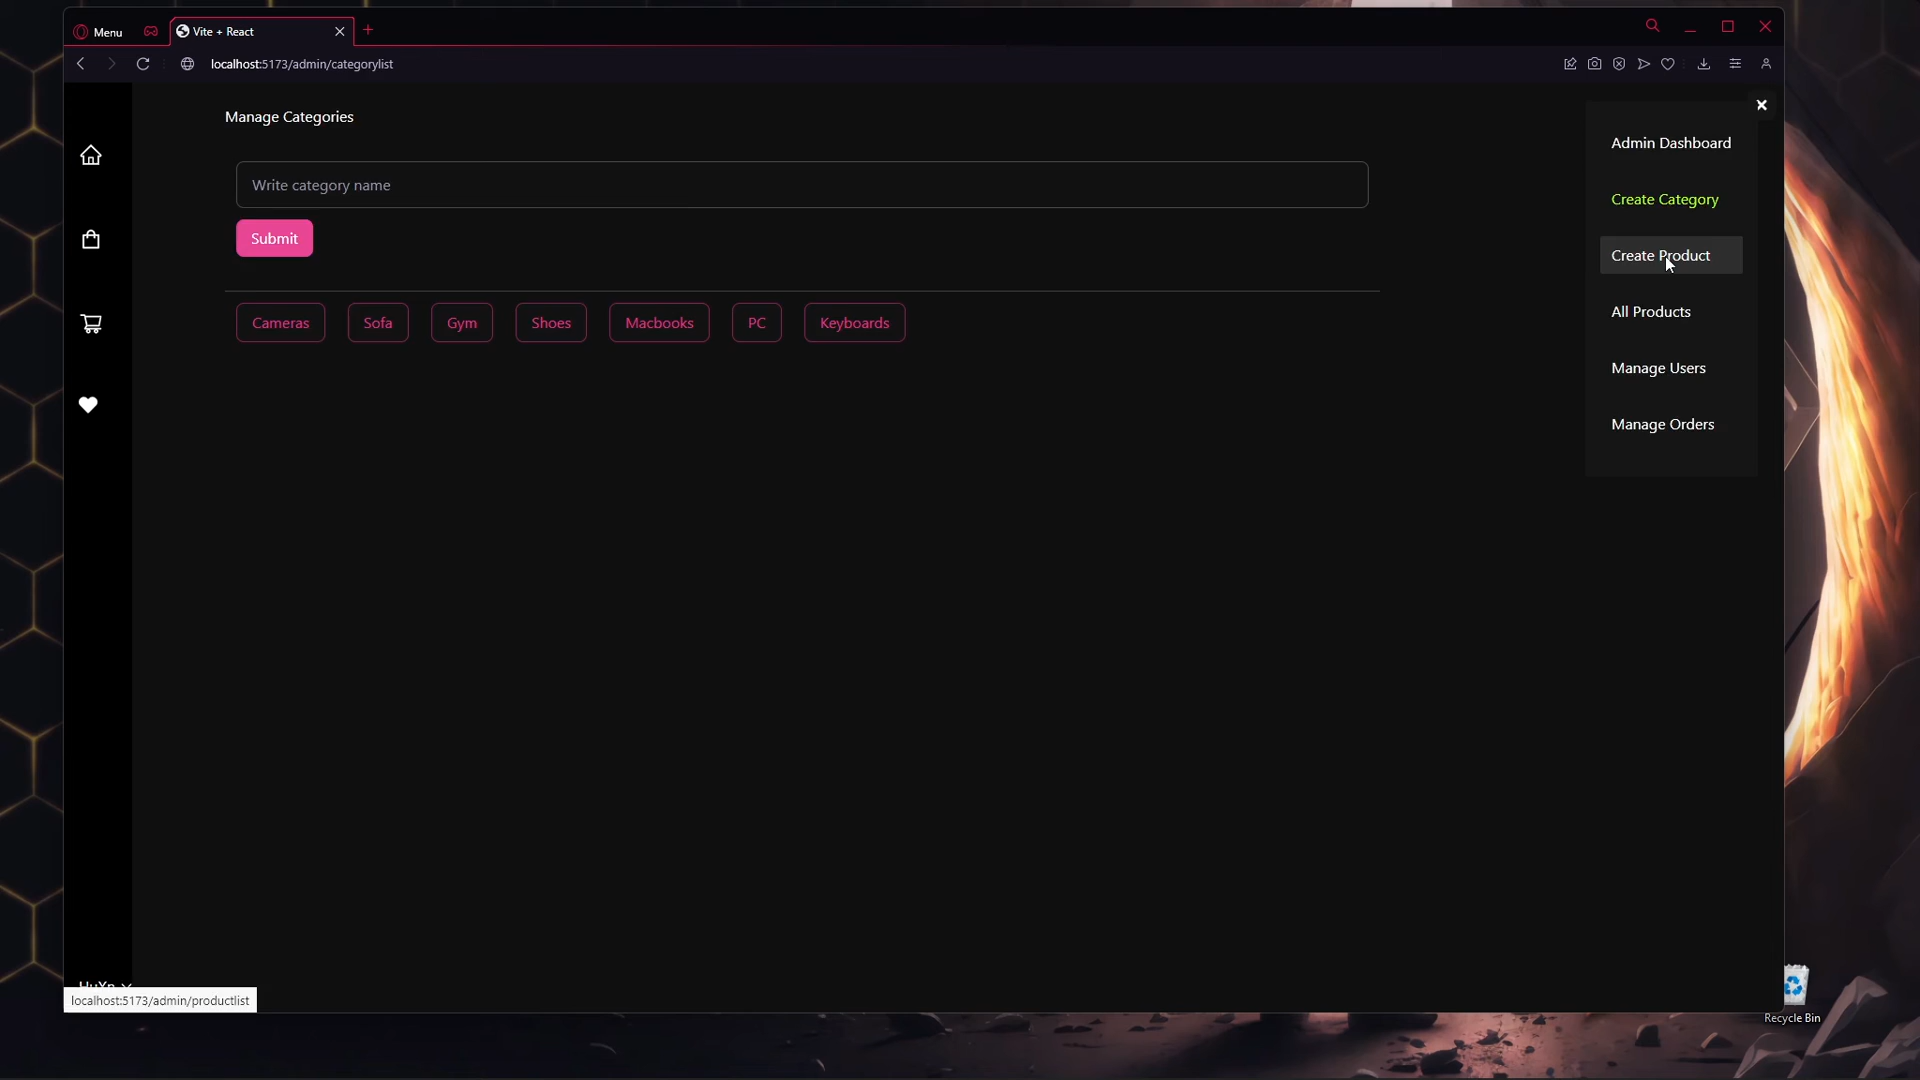 Menu
Vite + React
localhost:5173/admin/categorylist
Manage Categories
Write category name
Submit
Cameras
Sofa
Gym
Shoes
Macbooks
PC
Keyboards
Admin Dashboard
Create Category
Create Product
All Products
Manage Users
Manage Orders
HuXn
localhost:5173/admin/productlist
Recycle Bin